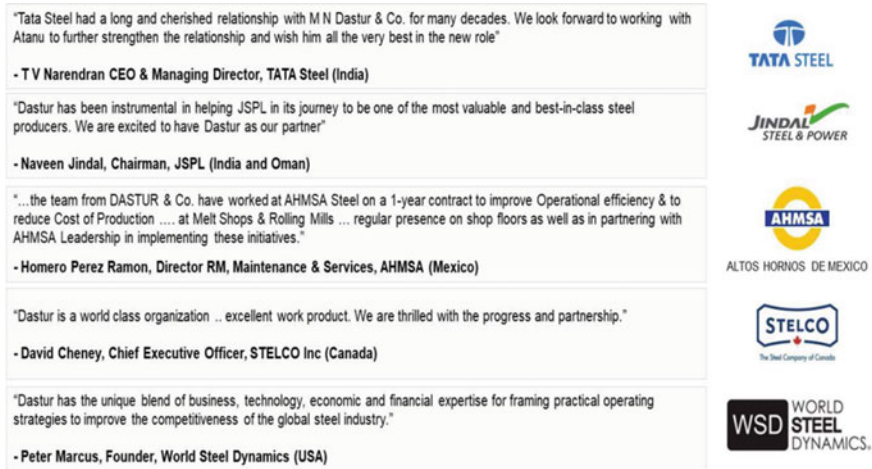 “Tata Steel had a long and cherished relationship with M N Dastur & Co. for many decades. We look forward to working with
Atanu to further strengthen the relationship and wish him all the very best in the new role”
- T V Narendran CEO & Managing Director, TATA Steel (India)
TATA STEEL
“Dastur has been instrumental in helping JSPL in its journey to be one of the most valuable and best-in-class steel
producers. We are excited to have Dastur as our partner”
- Naveen Jindal, Chairman, JSPL (India and Oman)
JINDAL
STEEL & POWER
“...the team from DASTUR & Co. have worked at AHMSA Steel on a 1-year contract to improve Operational efficiency & to
reduce Cost of Production .... at Melt Shops & Rolling Mills ... regular presence on shop floors as well as in partnering with
AHMSA Leadership in implementing these initiatives.”
- Homero Perez Ramon, Director RM, Maintenance & Services, AHMSA (Mexico)
AHMSA
ALTOS HORNOS DE MEXICO
“Dastur is a world class organization .. excellent work product. We are thrilled with the progress and partnership.”
- David Cheney, Chief Executive Officer, STELCO Inc (Canada)
STELCO
The Steel Company of Canada
“Dastur has the unique blend of business, technology, economic and financial expertise for framing practical operating
strategies to improve the competitiveness of the global steel industry.”
- Peter Marcus, Founder, World Steel Dynamics (USA)
WSD
WORLD
STEEL
DYNAMICS®